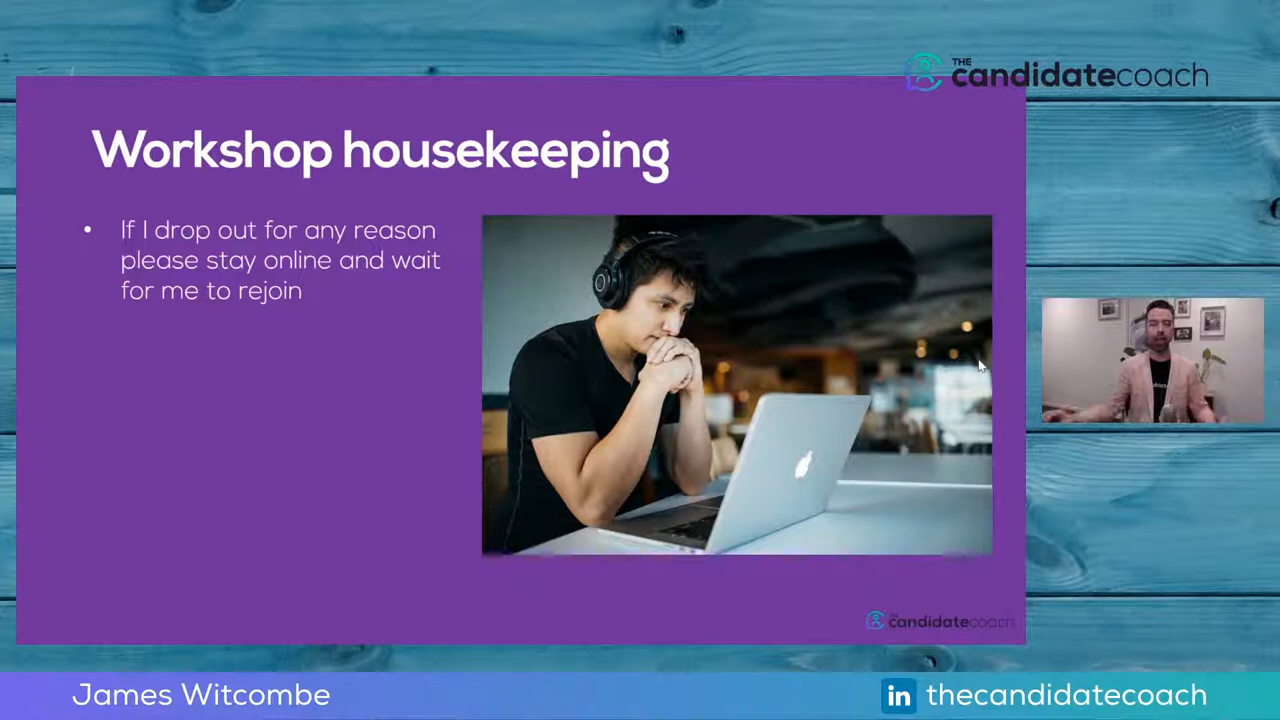 THE
candidatecoach
Workshop housekeeping
• If I drop out for any reason
please stay online and wait
for me to rejoin
candidatecoach
James Witcombe
in thecandidatecoach